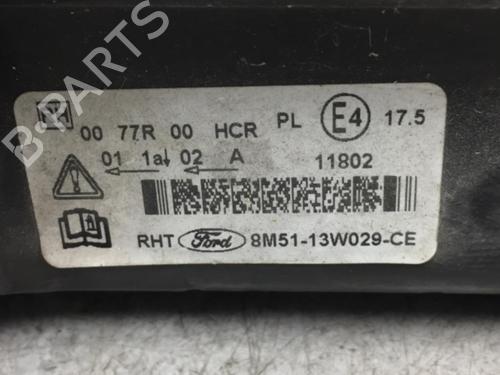 B-PARTS
00 77R 00 HCR PL E4 17.5
01 1a 02 A 11802
RHT Ford 8M51-13W029-CE